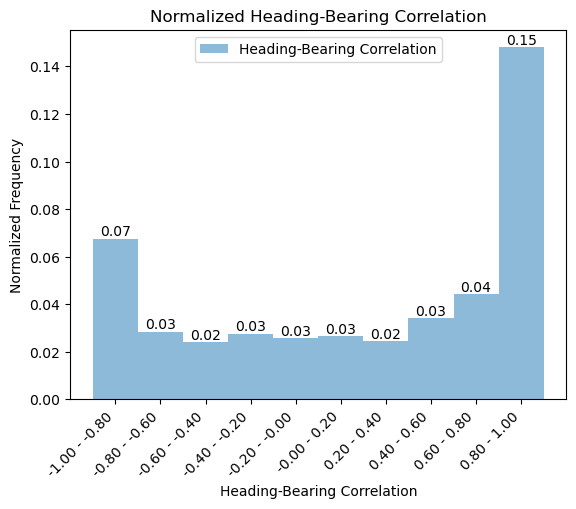 Normalized Heading-Bearing Correlation
Heading-Bearing Correlation
Normalized Frequency
0.14
0.12
0.10
0.08
0.06
0.04
0.02
0.00
0.07
0.03
0.02
0.03
0.03
0.03
0.02
0.03
0.04
0.15
-1.00 - -0.80
-0.80 - -0.60
-0.60 - -0.40
-0.40 - -0.20
-0.20 - -0.00
-0.00 - 0.20
0.20 - 0.40
0.40 - 0.60
0.60 - 0.80
0.80 - 1.00
Heading-Bearing Correlation